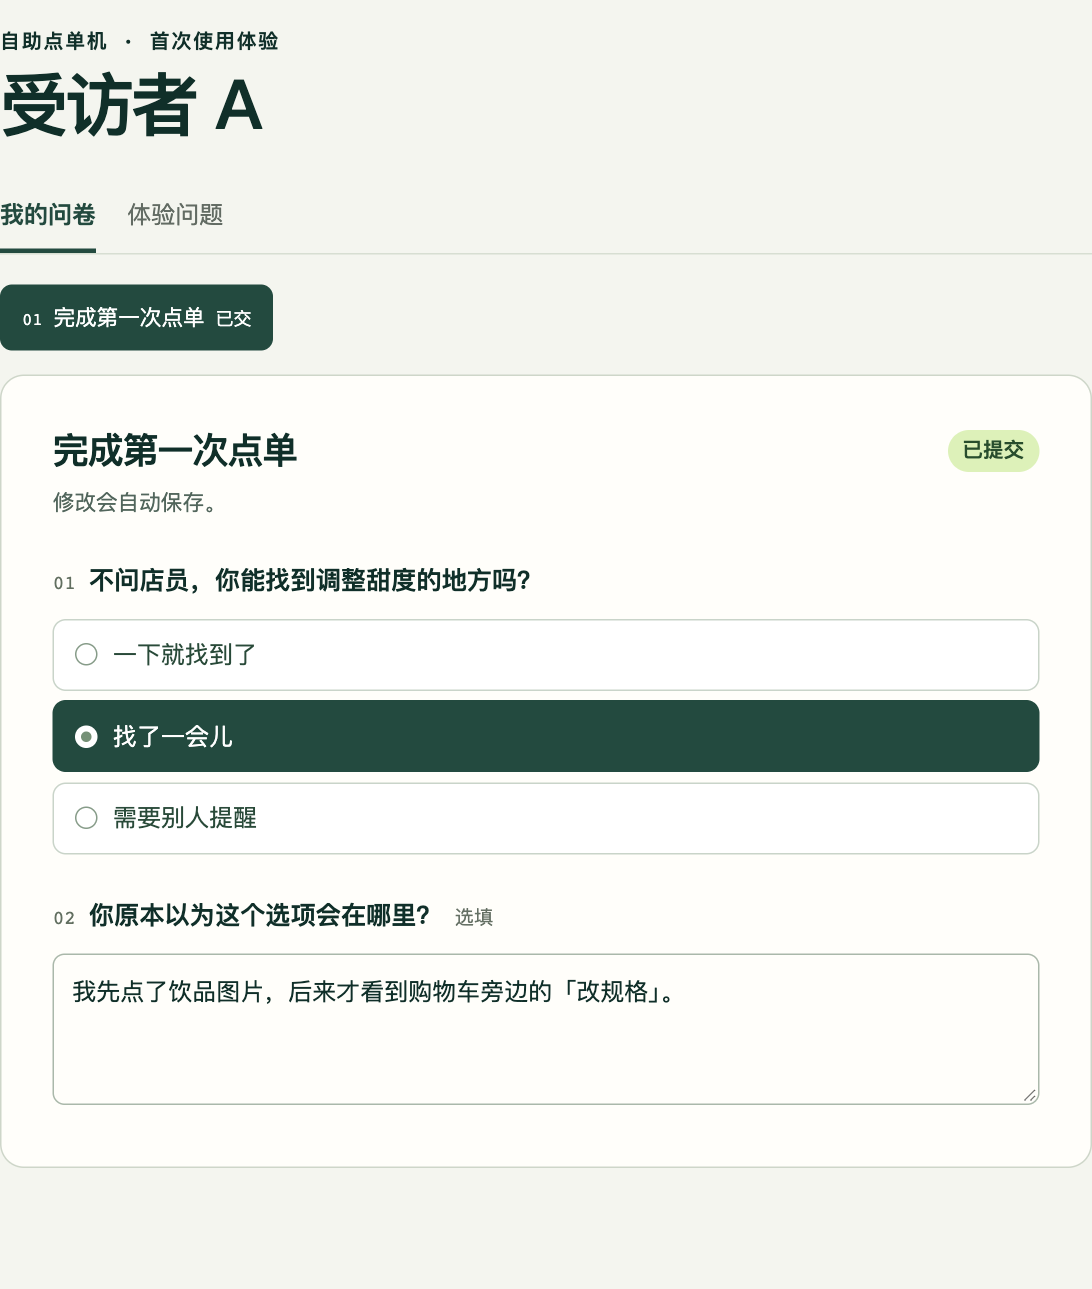 自助点单机 · 首次使用体验
受访者 A
我的问卷 体验问题
01 完成第一次点单 已交
完成第一次点单 已提交
修改会自动保存。
01 不问店员，你能找到调整甜度的地方吗？
一下就找到了
找了一会儿
需要别人提醒
02 你原本以为这个选项会在哪里？ 选填
我先点了饮品图片，后来才看到购物车旁边的「改规格」。